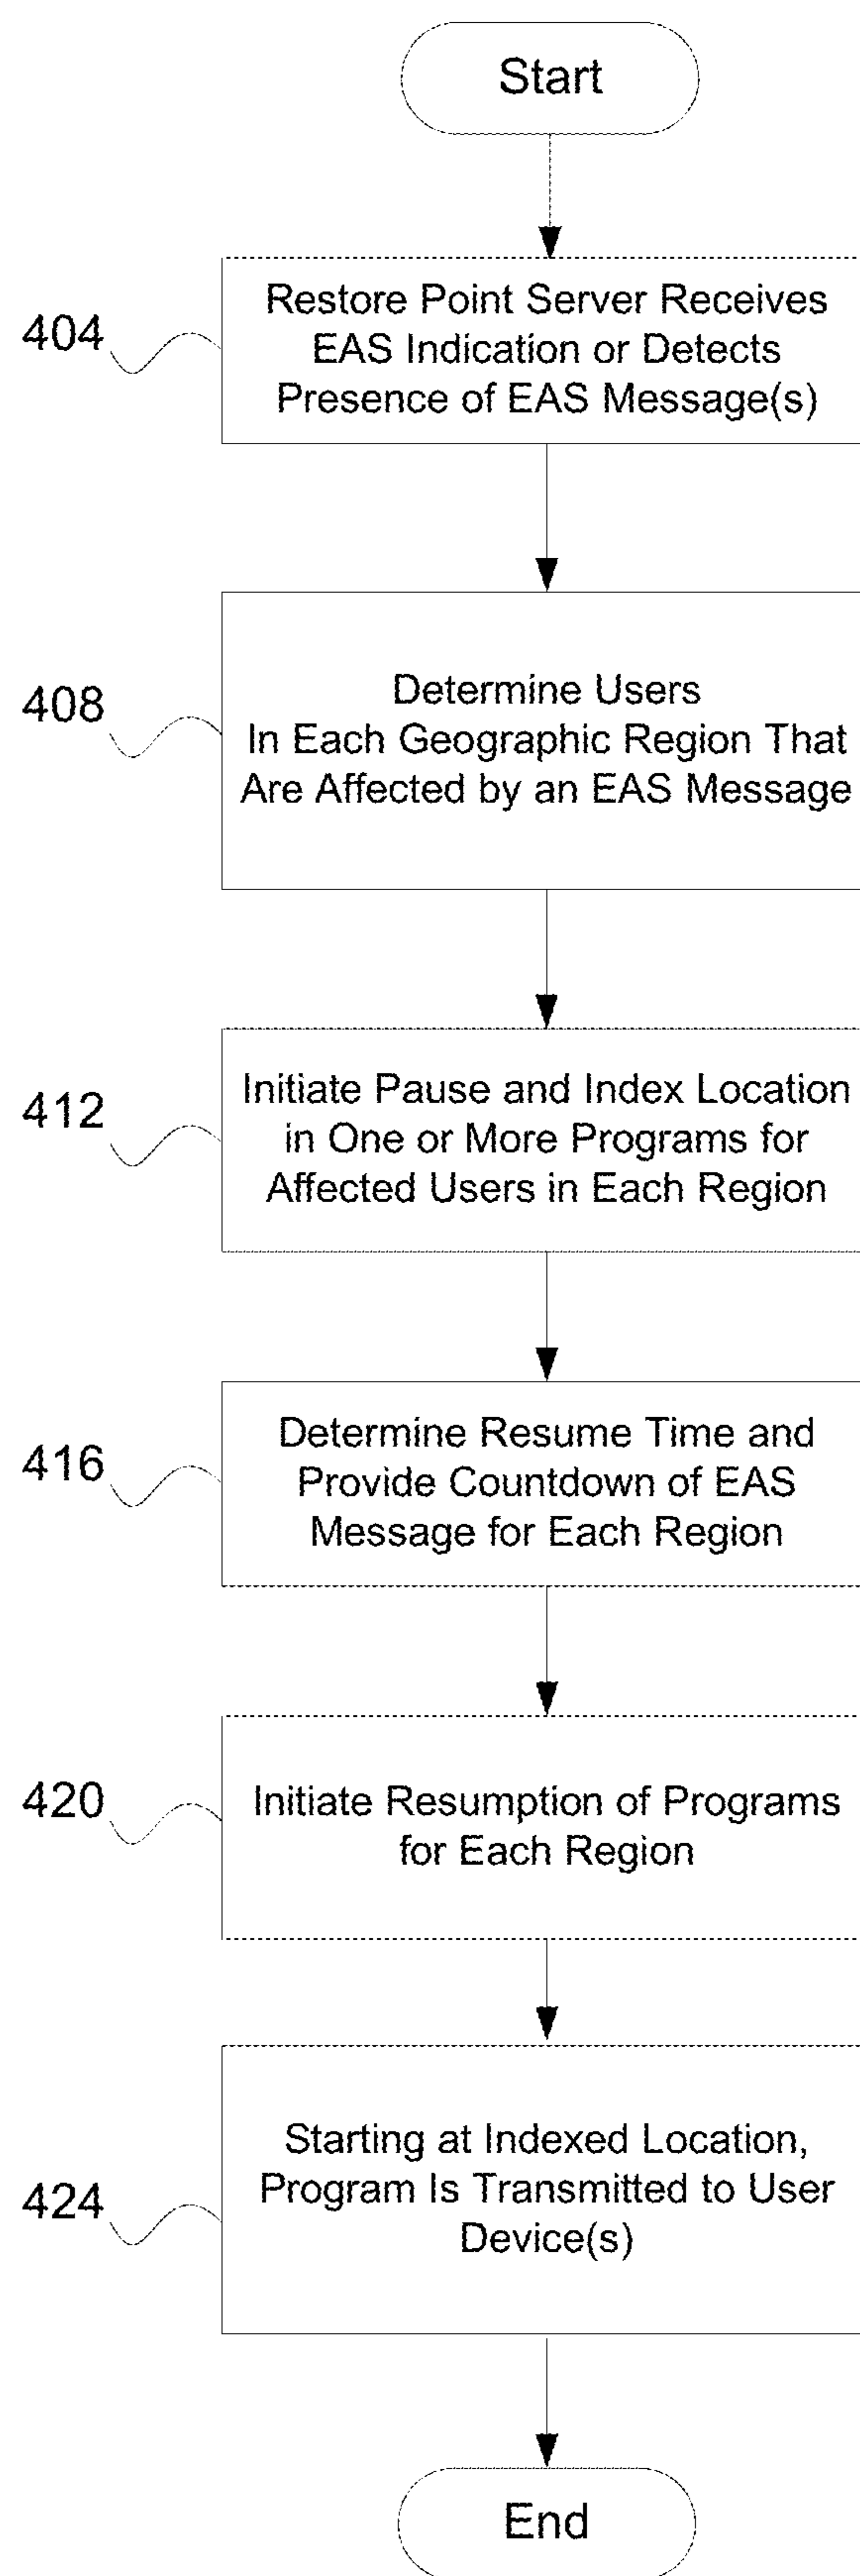 Start
404
Restore Point Server Receives
EAS Indication or Detects
Presence of EAS Message(s)
408
Determine Users
In Each Geographic Region That
Are Affected by an EAS Message
412
Initiate Pause and Index Location
in One or More Programs for
Affected Users in Each Region
416
Determine Resume Time and
Provide Countdown of EAS
Message for Each Region
420
Initiate Resumption of Programs
for Each Region
424
Starting at Indexed Location,
Program Is Transmitted to User
Device(s)
End